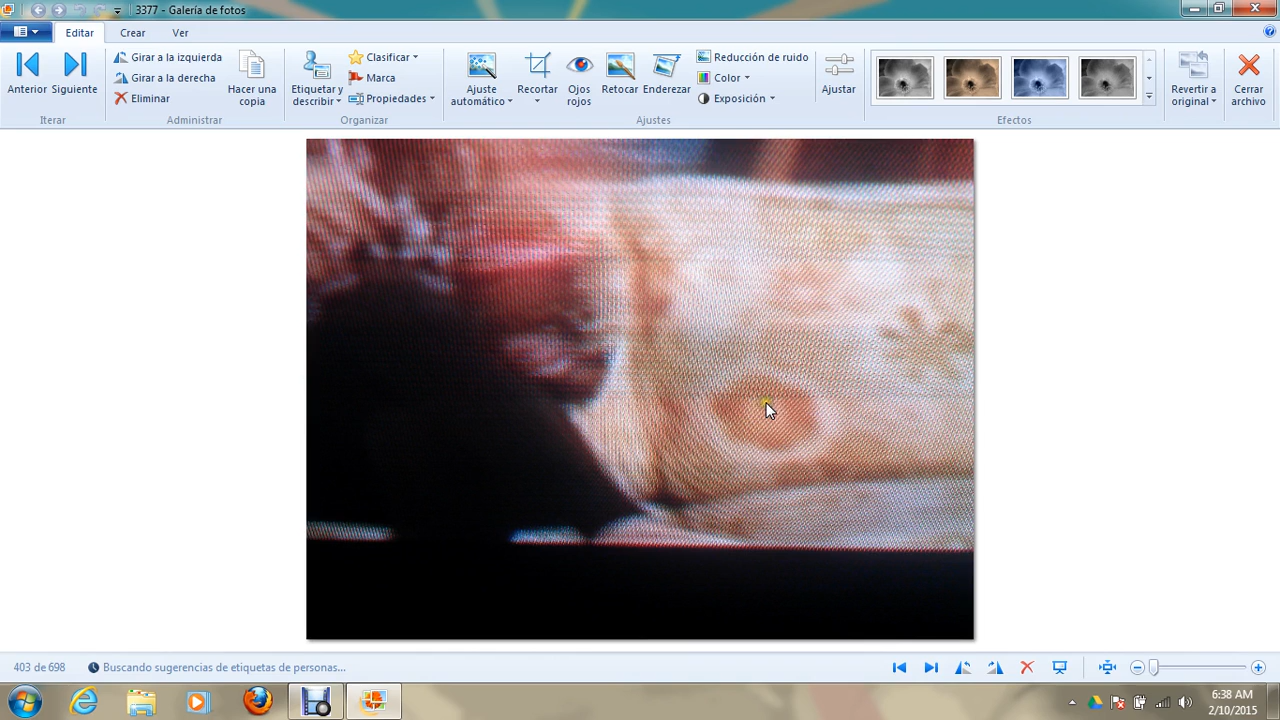 3377 - Galería de fotos
Editar
Crear
Ver
Anterior
Siguiente
Iterar
Girar a la izquierda
Girar a la derecha
Eliminar
Hacer una copia
Administrar
Etiquetar y describir
Clasificar
Marca
Propiedades
Organizar
Ajuste automático
Recortar
Ojos rojos
Retocar
Enderezar
Reducción de ruido
Color
Exposición
Ajustes
Ajustar
Efectos
Revertir a original
Cerrar archivo
403 de 698
Buscando sugerencias de etiquetas de personas...
6:38 AM
2/10/2015